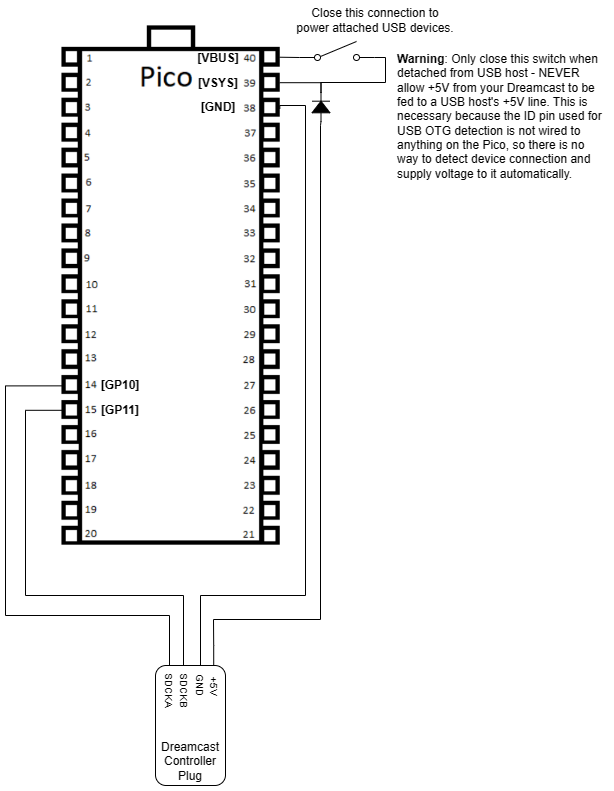 Close this connection to
power attached USB devices.
Warning: Only close this switch when
detached from USB host - NEVER
allow +5V from your Dreamcast to be
fed to a USB host's +5V line. This is
necessary because the ID pin used for
USB OTG detection is not wired to
anything on the Pico, so there is no
way to detect device connection and
supply voltage to it automatically.
Pico
1 [VBUS] 40
2 [VSYS] 39
3 [GND] 38
4 37
5 36
6 35
7 34
8 33
9 32
10 31
11 30
12 29
13 28
14 [GP10] 27
15 [GP11] 26
16 25
17 24
18 23
19 22
20 21
SDCKA
SDCKB
GND
+5V
Dreamcast
Controller
Plug